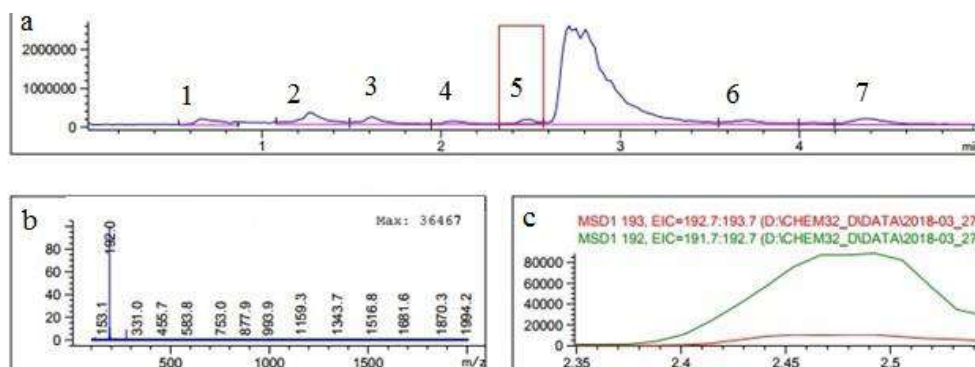 a
2000000
1000000
0
1 2 3 4 5 6 7
1 2 3 4
b
Max: 36467
80
60
40
20
0
192.0
153.1 331.0 455.7 583.8 753.0 877.9 993.9 1159.3 1343.7 1516.8 1681.6 1870.3 1994.2
500 1000 1500 m/z
c
MSD1 193, EIC=192.7:193.7 (D:\CHEM32_D\DATA\2018-03_27
MSD1 192, EIC=191.7:192.7 (D:\CHEM32_D\DATA\2018-03_27
80000
60000
40000
20000
0
2.35 2.4 2.45 2.5